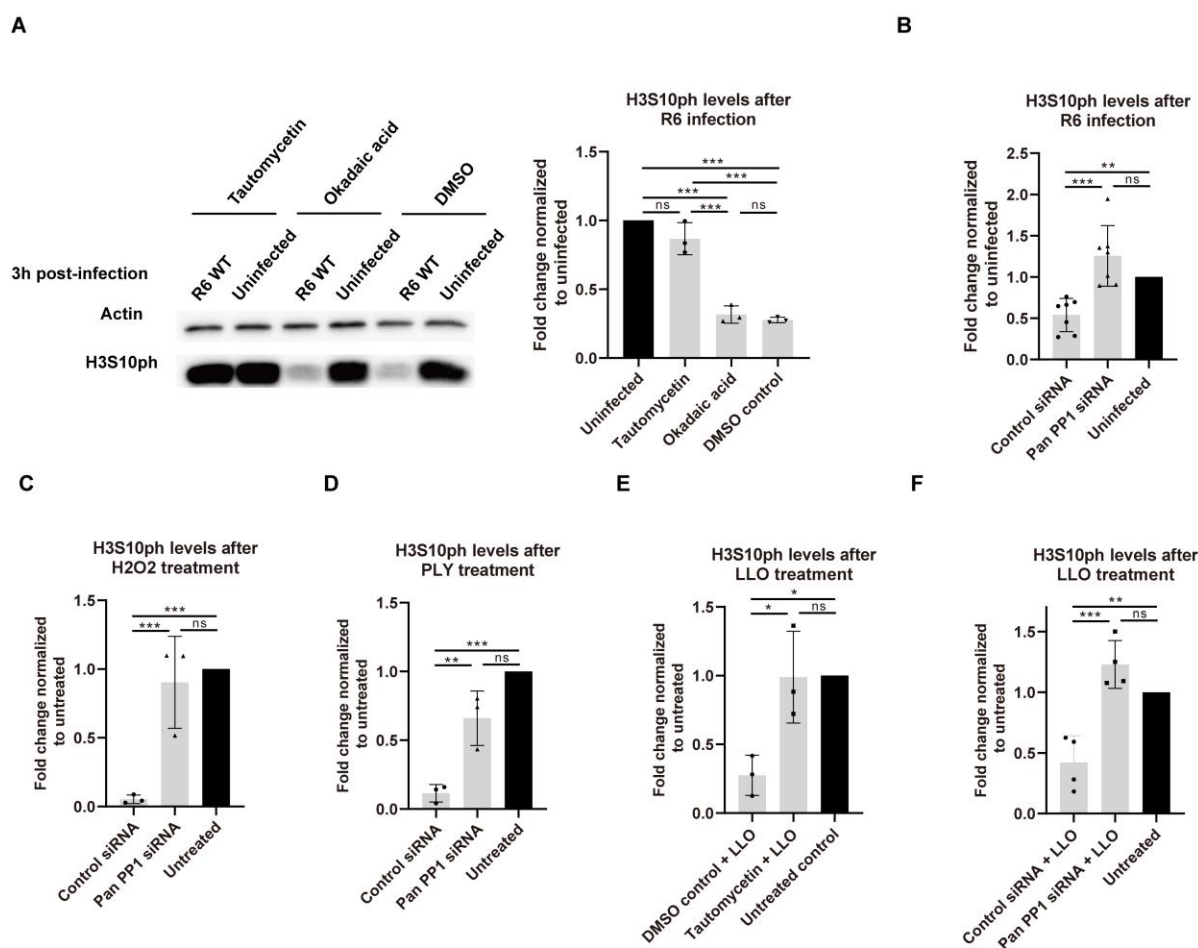 A
Tautomycetin
Okadaic acid
DMSO
3h post-infection
R6 WT
Uninfected
R6 WT
Uninfected
R6 WT
Uninfected
Actin
H3S10ph
H3S10ph levels after
R6 infection
Fold change normalized
to uninfected
1.5
1.0
0.5
0.0
***
***
***
ns
***
ns
Uninfected
Tautomycetin
Okadaic acid
DMSO control
B
H3S10ph levels after
R6 infection
Fold change normalized
to uninfected
2.5
2.0
1.5
1.0
0.5
0.0
**
***
ns
Control siRNA
Pan PP1 siRNA
Uninfected
C
H3S10ph levels after
H2O2 treatment
Fold change normalized
to untreated
1.5
1.0
0.5
0.0
***
***
ns
Control siRNA
Pan PP1 siRNA
Untreated
D
H3S10ph levels after
PLY treatment
Fold change normalized
to untreated
1.5
1.0
0.5
0.0
***
**
ns
Control siRNA
Pan PP1 siRNA
Untreated
E
H3S10ph levels after
LLO treatment
Fold change normalized
to untreated
1.5
1.0
0.5
0.0
*
*
ns
DMSO control + LLO
Tautomycetin + LLO
Untreated control
F
H3S10ph levels after
LLO treatment
Fold change normalized
to untreated
1.5
1.0
0.5
0.0
**
***
ns
Control siRNA + LLO
Pan PP1 siRNA + LLO
Untreated